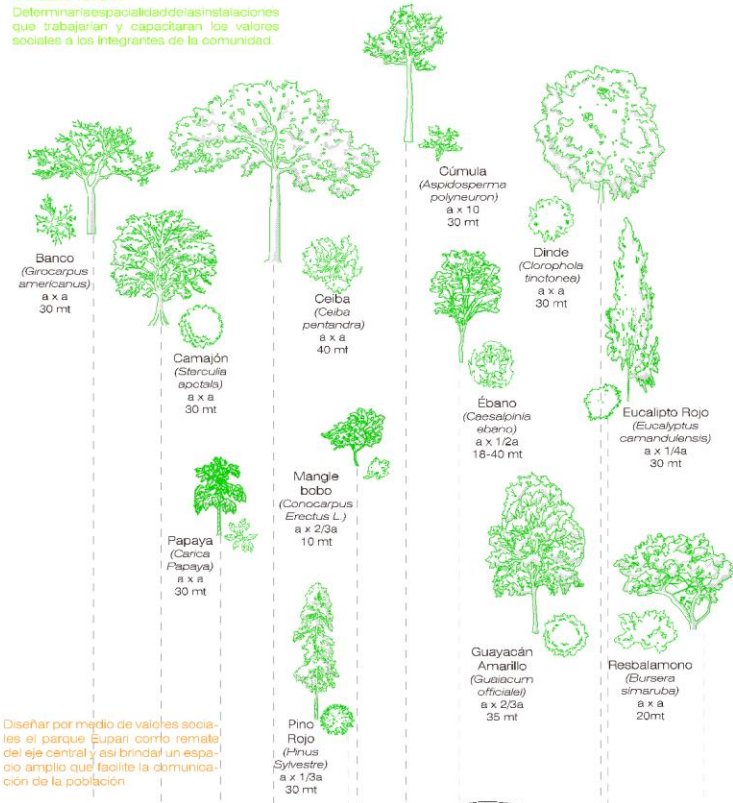 Determinarlaespacialidaddelasinstalaciones
que trabajarían y capacitaran los valores
sociales a los integrantes de la comunidad.
Cúmula
(Aspidosperma
polyneuron)
a x 10
30 mt
Banco
(Girocarpus
americanus)
a x a
30 mt
Ceiba
(Ceiba
pentandra)
a x a
40 mt
Dinde
(Clorophola
tinctonea)
a x a
30 mt
Camajón
(Sterculia
apetala)
a x a
30 mt
Ébano
(Caesalpinia
ebano)
a x 1/2a
18-40 mt
Eucalipto Rojo
(Eucalyptus
camandulensis)
a x 1/4a
30 mt
Mangle
bobo
(Conocarpus
Erectus L.)
a x 2/3a
10 mt
Papaya
(Carica
Papaya)
a x a
30 mt
Guayacán
Amarillo
(Guaiacum
officialel)
a x 2/3a
35 mt
Resbalamono
(Bursera
simaruba)
a x a
20mt
Pino
Rojo
(Pinus
Sylvestre)
a x 1/3a
30 mt
Diseñar por medio de valores socia-
les el parque Eupari como remate
del eje central y asi brindar un espa-
cio amplio que facilite la comunica-
ción de la población.